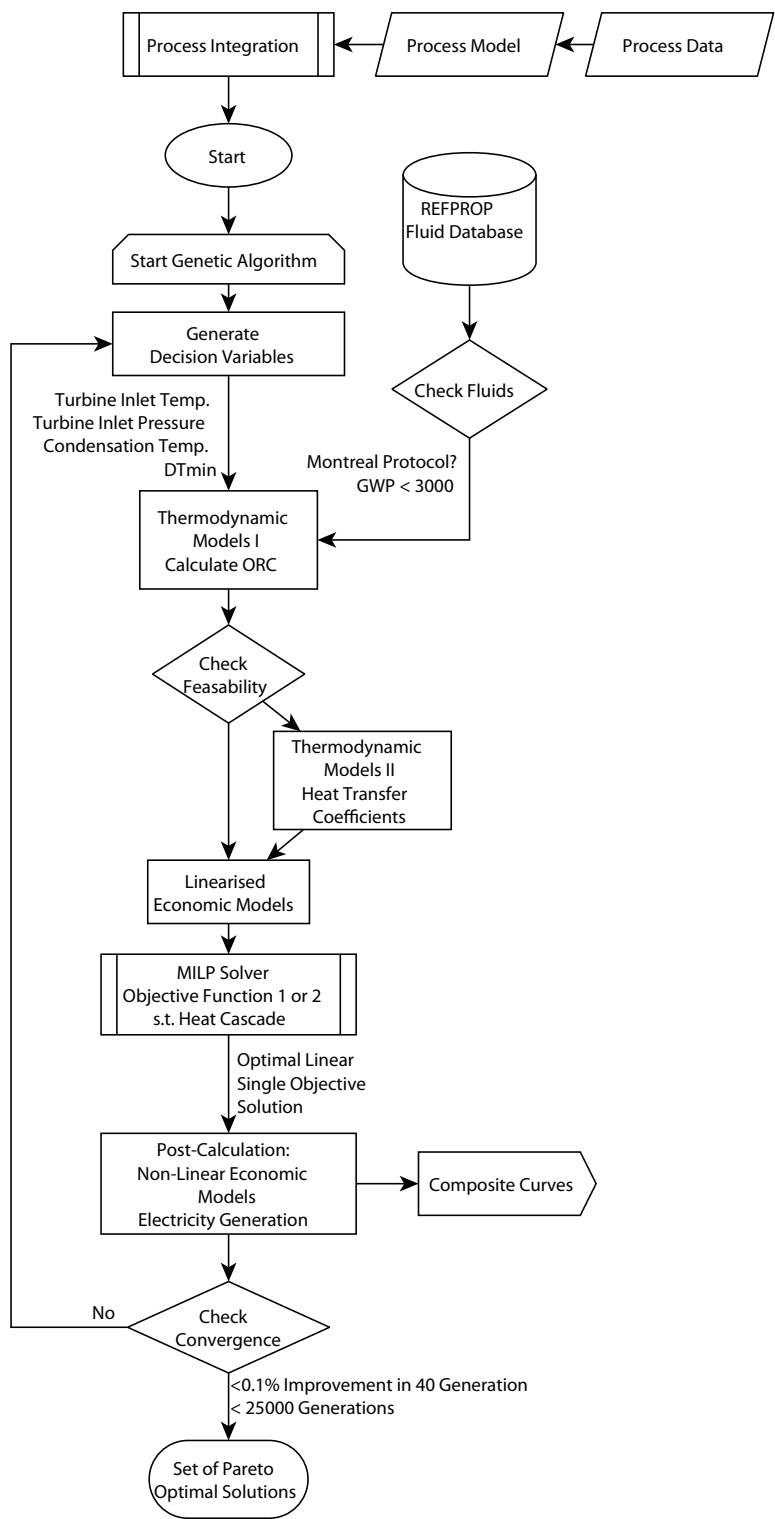 Process Integration
Process Model
Process Data
Start
REFPROP
Fluid Database
Start Genetic Algorithm
Generate
Decision Variables
Check Fluids
Turbine Inlet Temp.
Turbine Inlet Pressure
Condensation Temp.
DTmin
Montreal Protocol?
GWP < 3000
Thermodynamic
Models I
Calculate ORC
Check
Feasability
Thermodynamic
Models II
Heat Transfer
Coefficients
Linearised
Economic Models
MILP Solver
Objective Function 1 or 2
s.t. Heat Cascade
Optimal Linear
Single Objective
Solution
Post-Calculation:
Non-Linear Economic
Models
Electricity Generation
Composite Curves
No
Check
Convergence
<0.1% Improvement in 40 Generation
< 25000 Generations
Set of Pareto
Optimal Solutions